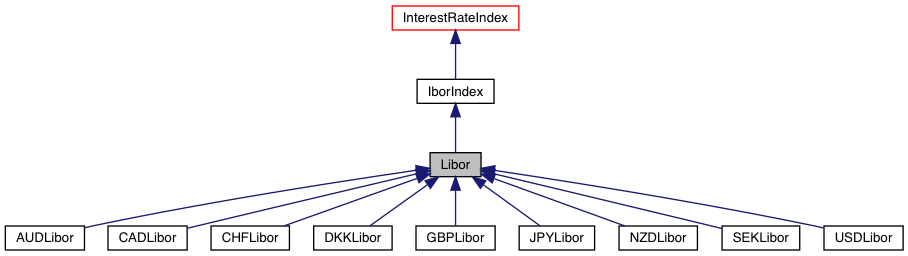 InterestRateIndex
IborIndex
Libor
AUDLibor
CADLibor
CHFLibor
DKKLibor
GBPLibor
JPYLibor
NZDLibor
SEKLibor
USDLibor